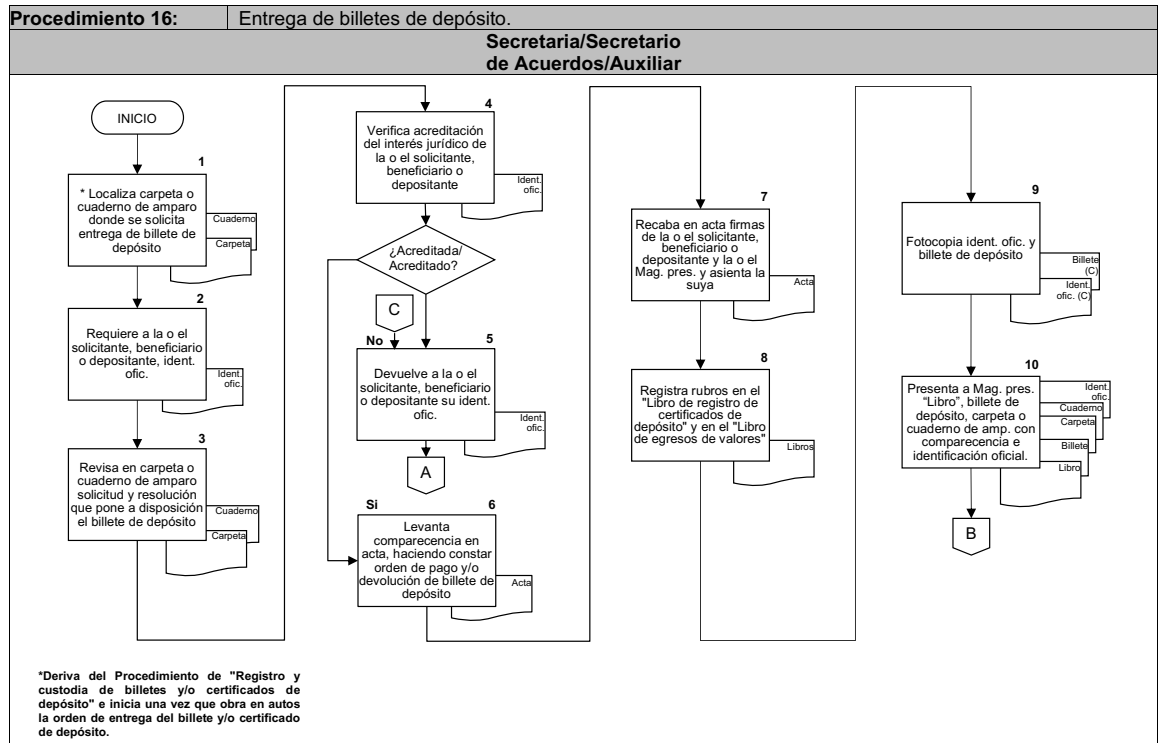 Procedimiento 16: Entrega de billetes de depósito.
Secretaria/Secretario
de Acuerdos/Auxiliar
INICIO
1
* Localiza carpeta o
cuaderno de amparo
donde se solicita
entrega de billete de
depósito
Cuaderno
Carpeta
2
Requiere a la o el
solicitante, beneficiario
o depositante, ident.
ofic.
Ident.
ofic.
3
Revisa en carpeta o
cuaderno de amparo
solicitud y resolución
que pone a disposición
el billete de depósito
Cuaderno
Carpeta
4
Verifica acreditación
del interés jurídico de
la o el solicitante,
beneficiario o
depositante
Ident.
ofic.
¿Acreditada/
Acreditado?
C
No
5
Devuelve a la o el
solicitante, beneficiario
o depositante su ident.
ofic.
Ident.
ofic.
A
Si
6
Levanta
comparecencia en
acta, haciendo constar
orden de pago y/o
devolución de billete de
depósito
Acta
7
Recaba en acta firmas
de la o el solicitante,
beneficiario o
depositante y la o el
Mag. pres. y asienta la
suya
Acta
8
Registra rubros en el
"Libro de registro de
certificados de
depósito" y en el "Libro
de egresos de valores"
Libros
9
Fotocopia ident. ofic. y
billete de depósito
Billete
(C)
Ident.
ofic. (C)
10
Presenta a Mag. pres.
“Libro”, billete de
depósito, carpeta o
cuaderno de amp. con
comparecencia e
identificación oficial.
Ident.
ofic.
Cuaderno
Carpeta
Billete
Libro
B
*Deriva del Procedimiento de "Registro y
custodia de billetes y/o certificados de
depósito" e inicia una vez que obra en autos
la orden de entrega del billete y/o certificado
de depósito.